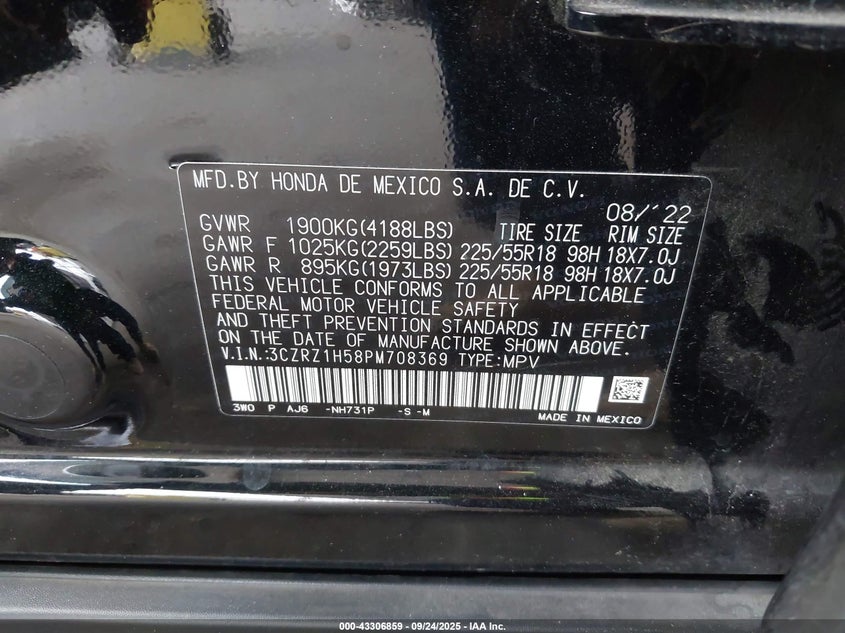 MFD.BY HONDA DE MEXICO S.A. DE C.V.
08/'22
GVWR 1900KG(4188LBS) TIRE SIZE RIM SIZE
GAWR F 1025KG(2259LBS) 225/55R18 98H 18X7.0J
GAWR R 895KG(1973LBS) 225/55R18 98H 18X7.0J
THIS VEHICLE CONFORMS TO ALL APPLICABLE
FEDERAL MOTOR VEHICLE SAFETY
AND THEFT PREVENTION STANDARDS IN EFFECT
ON THE DATE OF MANUFACTURE SHOWN ABOVE.
V.I.N.:3CZRZ1H58PM708369 TYPE:MPV
3W0 P AJ6 -NH731P -S -M
MADE IN MEXICO
000-43306859 - 09/24/2025 - IAA Inc.